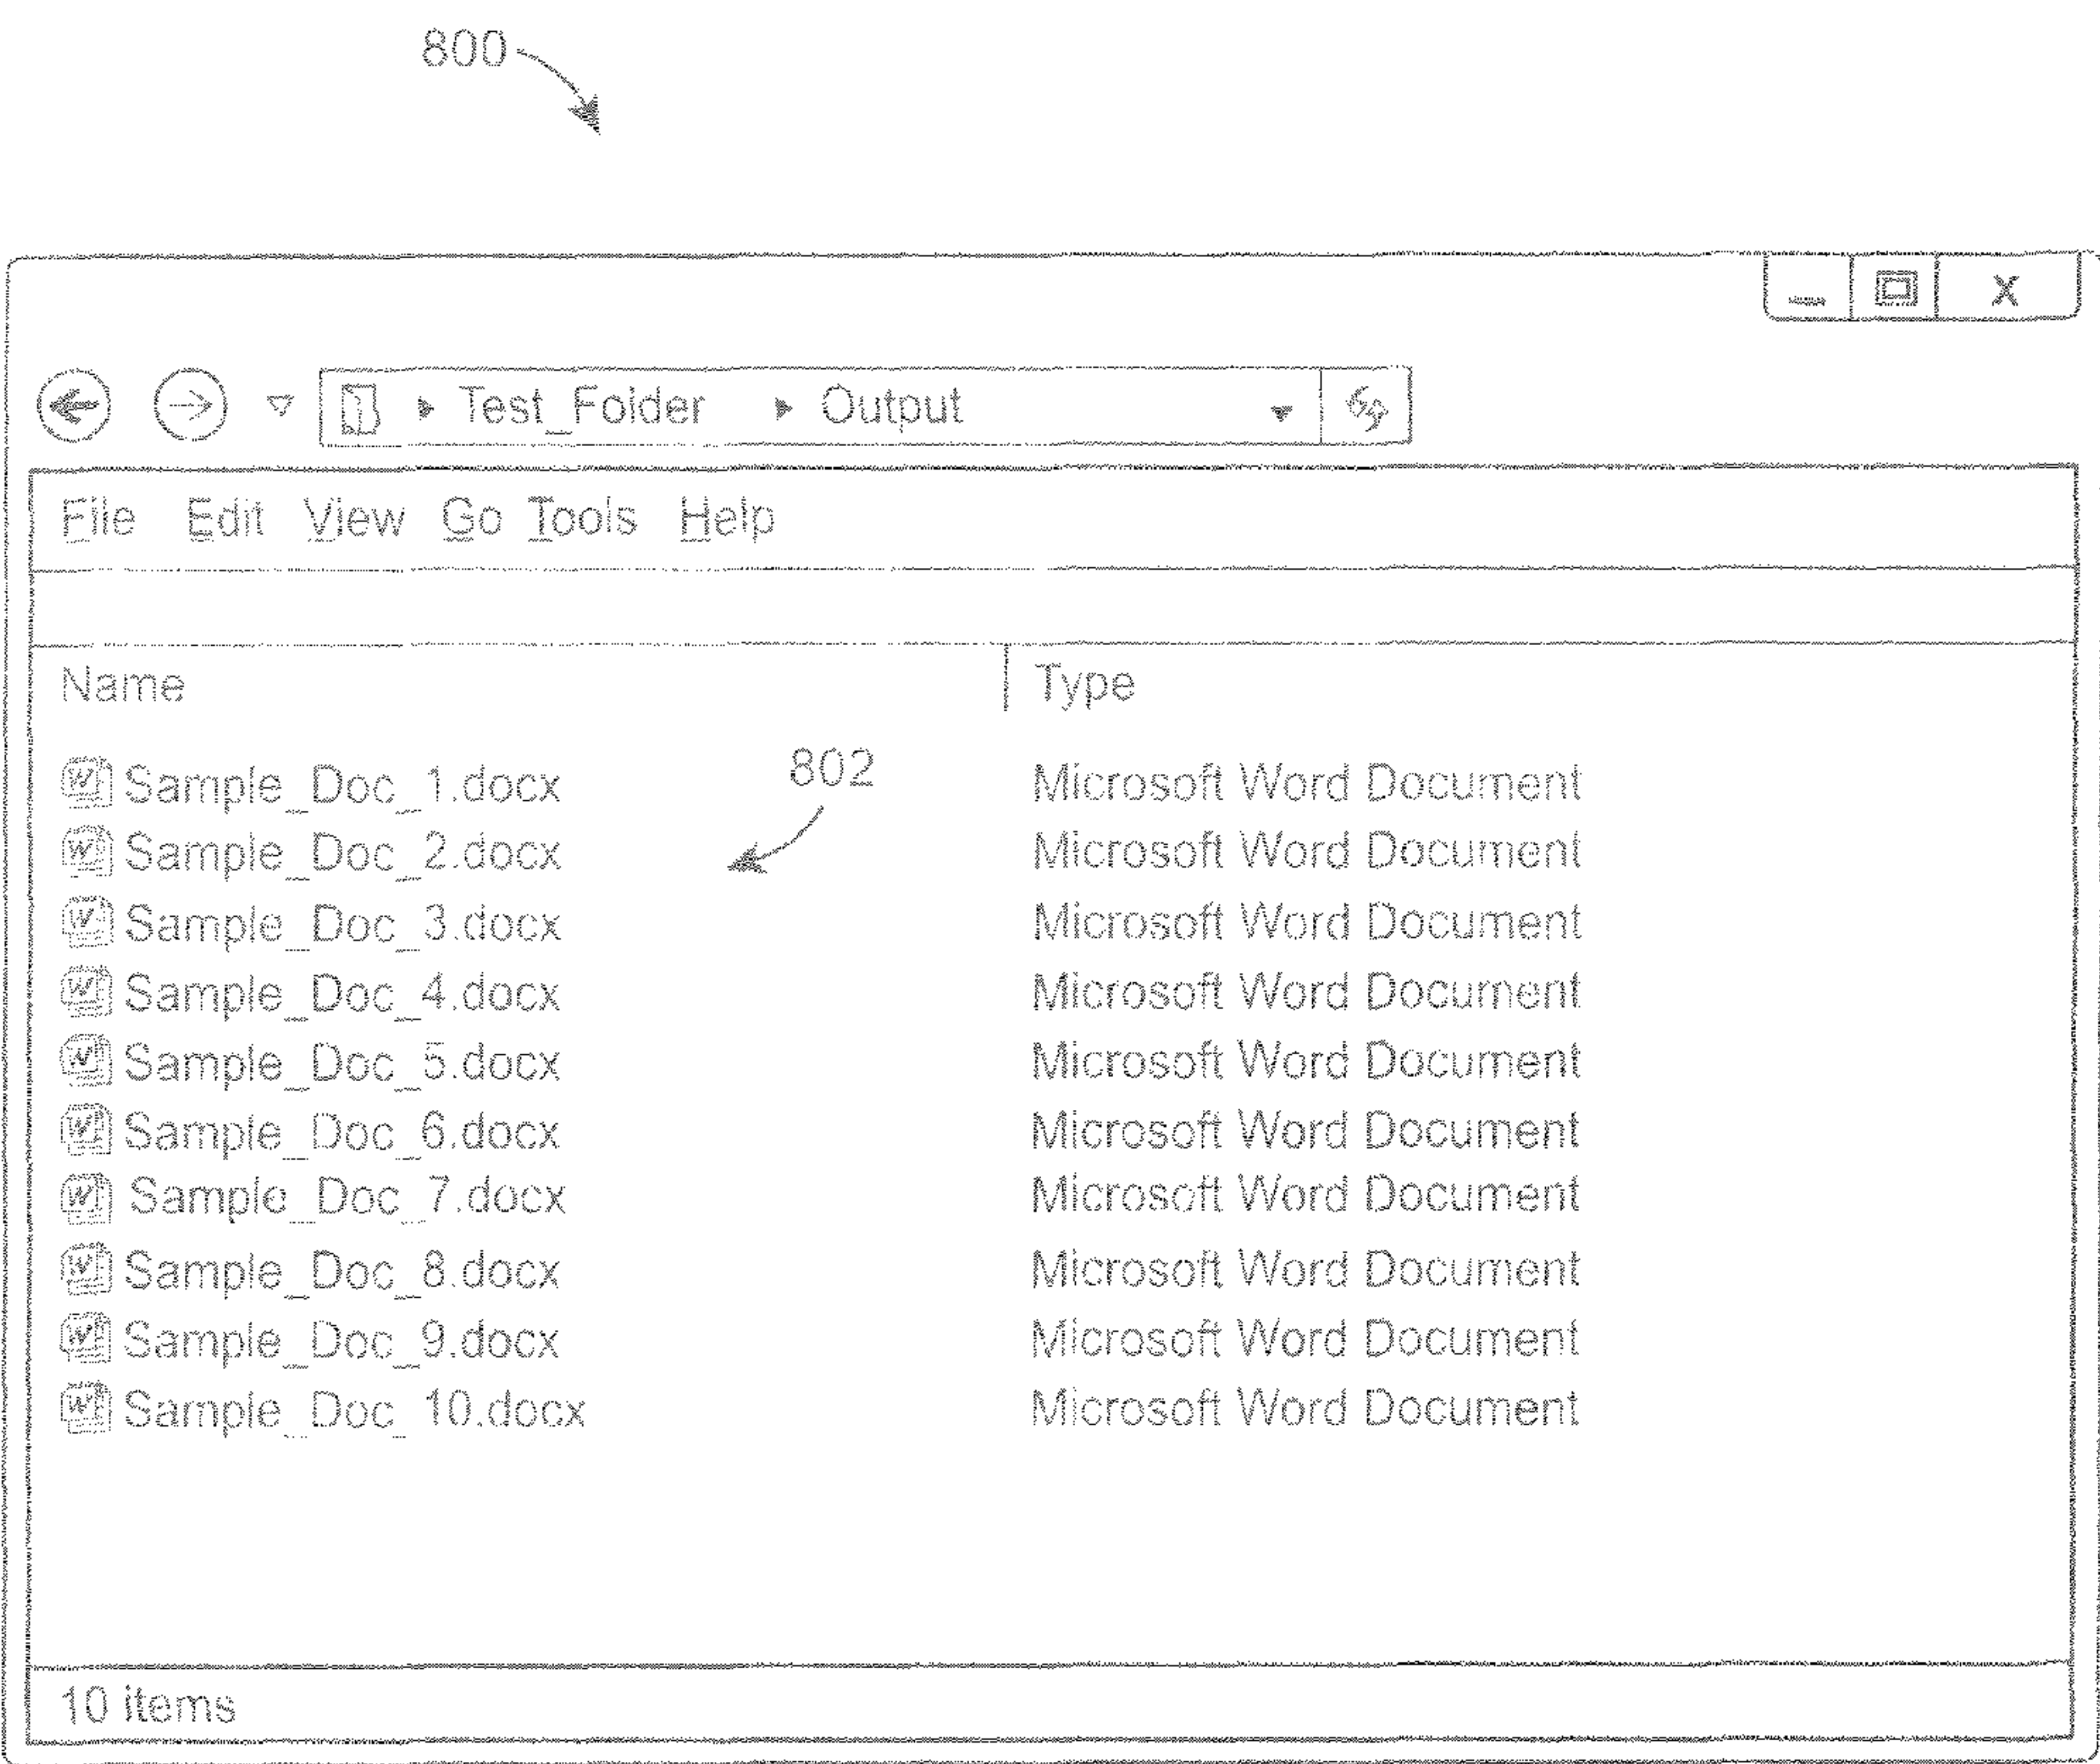 800
Test_Folder Output
File Edit View Go Tools Help
Name Type
Sample_Doc_1.docx 802 Microsoft Word Document
Sample_Doc_2.docx Microsoft Word Document
Sample_Doc_3.docx Microsoft Word Document
Sample_Doc_4.docx Microsoft Word Document
Sample_Doc_5.docx Microsoft Word Document
Sample_Doc_6.docx Microsoft Word Document
Sample_Doc_7.docx Microsoft Word Document
Sample_Doc_8.docx Microsoft Word Document
Sample_Doc_9.docx Microsoft Word Document
Sample_Doc_10.docx Microsoft Word Document
10 items